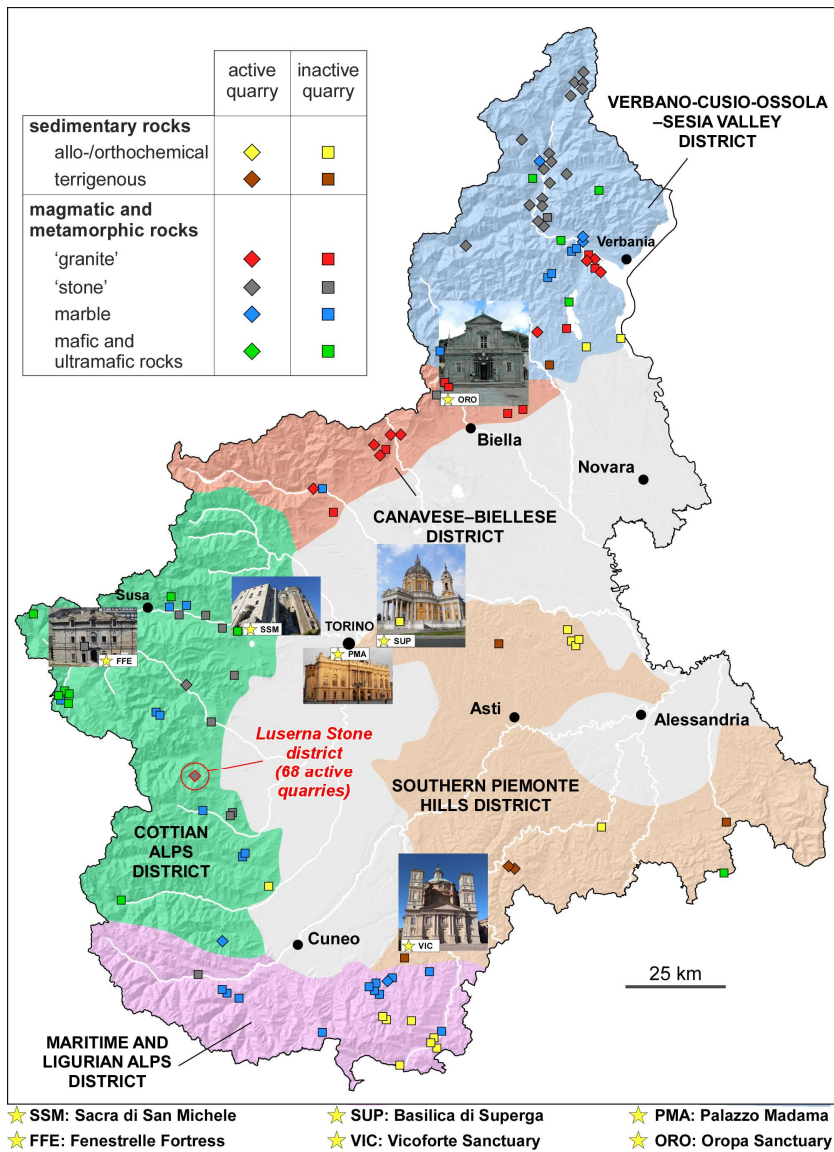 active
quarry
inactive
quarry
sedimentary rocks
allo-/orthochemical
terrigenous
magmatic and
metamorphic rocks
'granite'
'stone'
marble
mafic and
ultramafic rocks
VERBANO-CUSIO-OSSOLA
–SESIA VALLEY
DISTRICT
Verbania
ORO
Biella
Novara
CANAVESE–BIELLESE
DISTRICT
Susa
SSM
TORINO
SUP
FFE
PMA
Asti
Alessandria
Luserna Stone
district
(68 active
quarries)
SOUTHERN PIEMONTE
HILLS DISTRICT
COTTIAN
ALPS
DISTRICT
VIC
Cuneo
25 km
MARITIME AND
LIGURIAN ALPS
DISTRICT
SSM: Sacra di San Michele
SUP: Basilica di Superga
PMA: Palazzo Madama
FFE: Fenestrelle Fortress
VIC: Vicoforte Sanctuary
ORO: Oropa Sanctuary